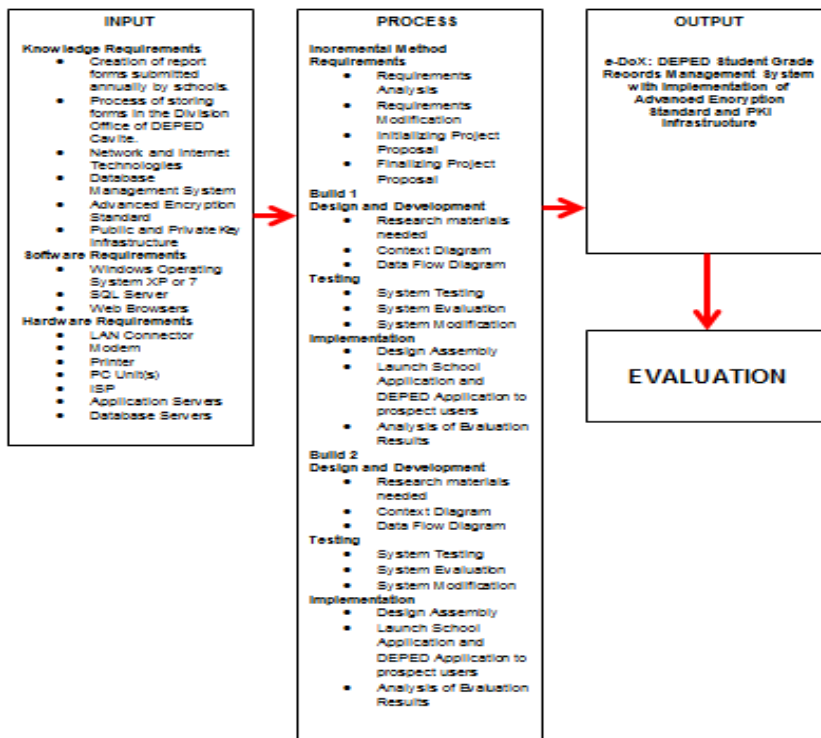 INPUT
Knowledge Requirements
● Creation of report
forms submitted
annually by schools.
● Process of storing
forms in the Division
Office of DEPED
Cavite.
● Network and Internet
Technologies
● Database
Management System
● Advanced Encryption
Standard
● Public and Private Key
Infrastructure
Software Requirements
● Windows Operating
System XP or 7
● SQL Server
● Web Browsers
Hardware Requirements
● LAN Connector
● Modem
● Printer
● PC Unit(s)
● ISP
● Application Servers
● Database Servers
PROCESS
Incremental Method
Requirements
● Requirements
Analysis
● Requirements
Modification
● Initializing Project
Proposal
● Finalizing Project
Proposal
Build 1
Design and Development
● Research materials
needed
● Context Diagram
● Data Flow Diagram
Testing
● System Testing
● System Evaluation
● System Modification
Implementation
● Design Assembly
● Launch School
Application and
DEPED Application to
prospect users
● Analysis of Evaluation
Results
Build 2
Design and Development
● Research materials
needed
● Context Diagram
● Data Flow Diagram
Testing
● System Testing
● System Evaluation
● System Modification
Implementation
● Design Assembly
● Launch School
Application and
DEPED Application to
prospect users
● Analysis of Evaluation
Results
OUTPUT
e-DoX: DEPED Student Grade
Records Management System
with Implementation of
Advanced Encryption
Standard and PKI
Infrastructure
EVALUATION